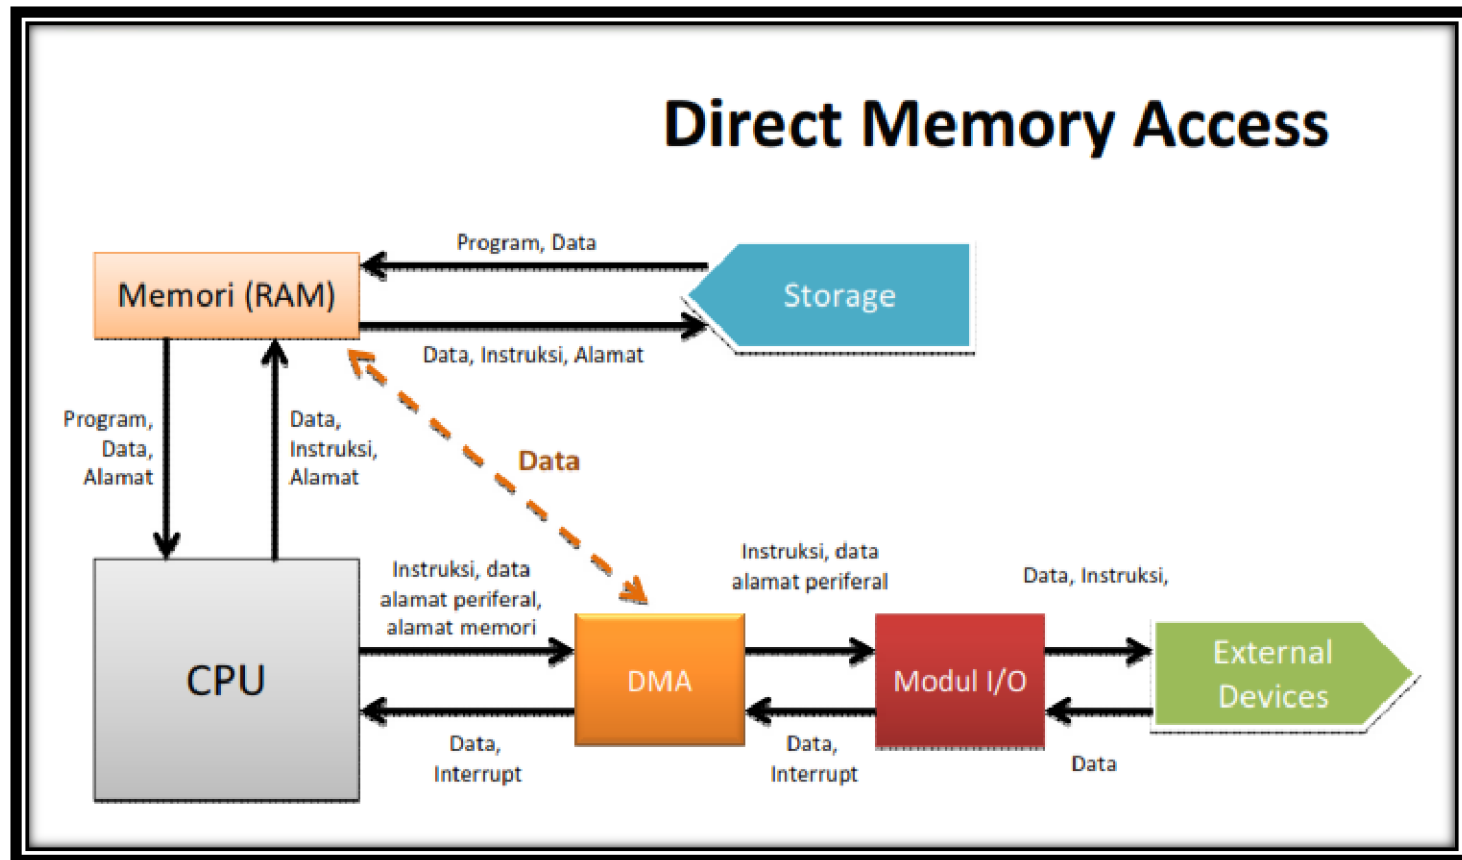 Direct Memory Access
Program, Data
Memori (RAM)
Storage
Data, Instruksi, Alamat
Program,
Data,
Alamat
Data,
Instruksi,
Alamat
Data
Instruksi, data
alamat periferal,
alamat memori
Instruksi, data
alamat periferal
Data, Instruksi,
CPU
DMA
Modul I/O
External
Devices
Data,
Interrupt
Data,
Interrupt
Data